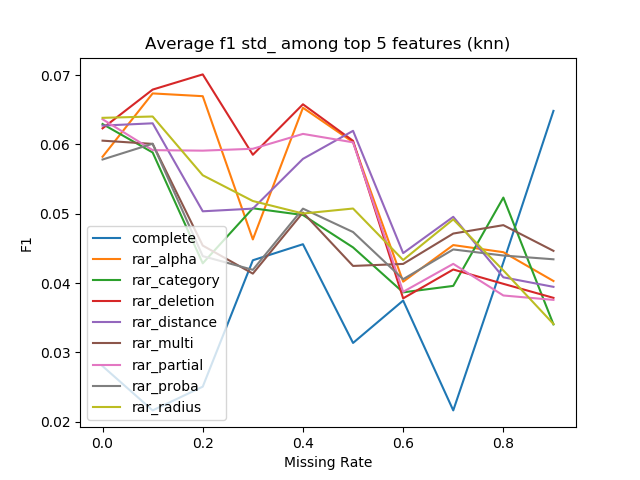 Average f1 std_ among top 5 features (knn)
0.07
0.06
0.05
0.04
0.03
0.02
F1
complete
rar_alpha
rar_category
rar_deletion
rar_distance
rar_multi
rar_partial
rar_proba
rar_radius
0.0 0.2 0.4 0.6 0.8
Missing Rate